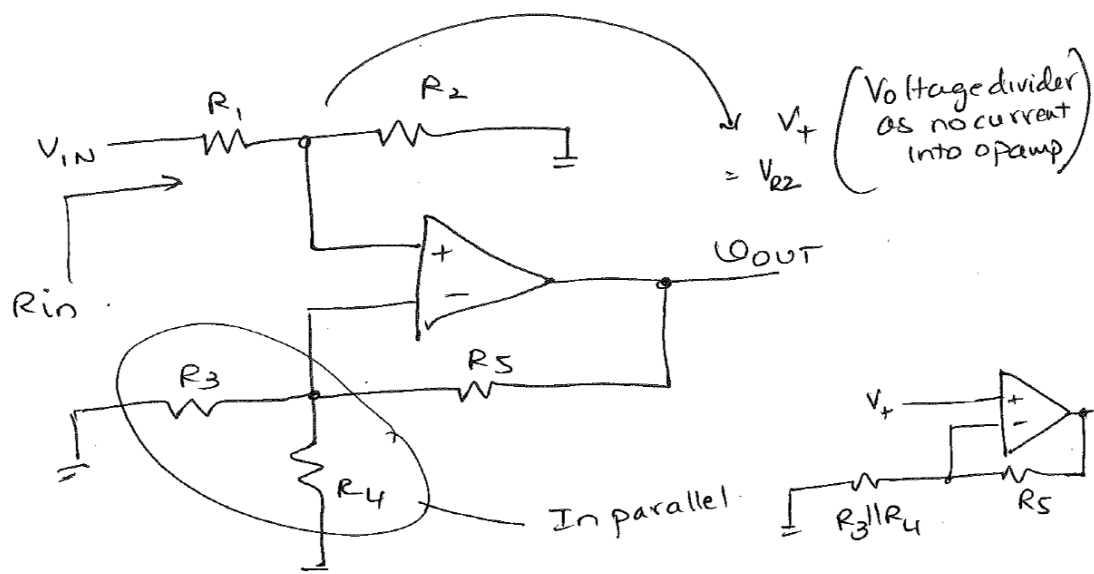 R1
R2
VIN
V+
= VR2
(Voltage divider
as no current
into opamp)
Rin
+
-
VOUT
R3
R5
R4
In parallel
V+
+
-
R3||R4
R5